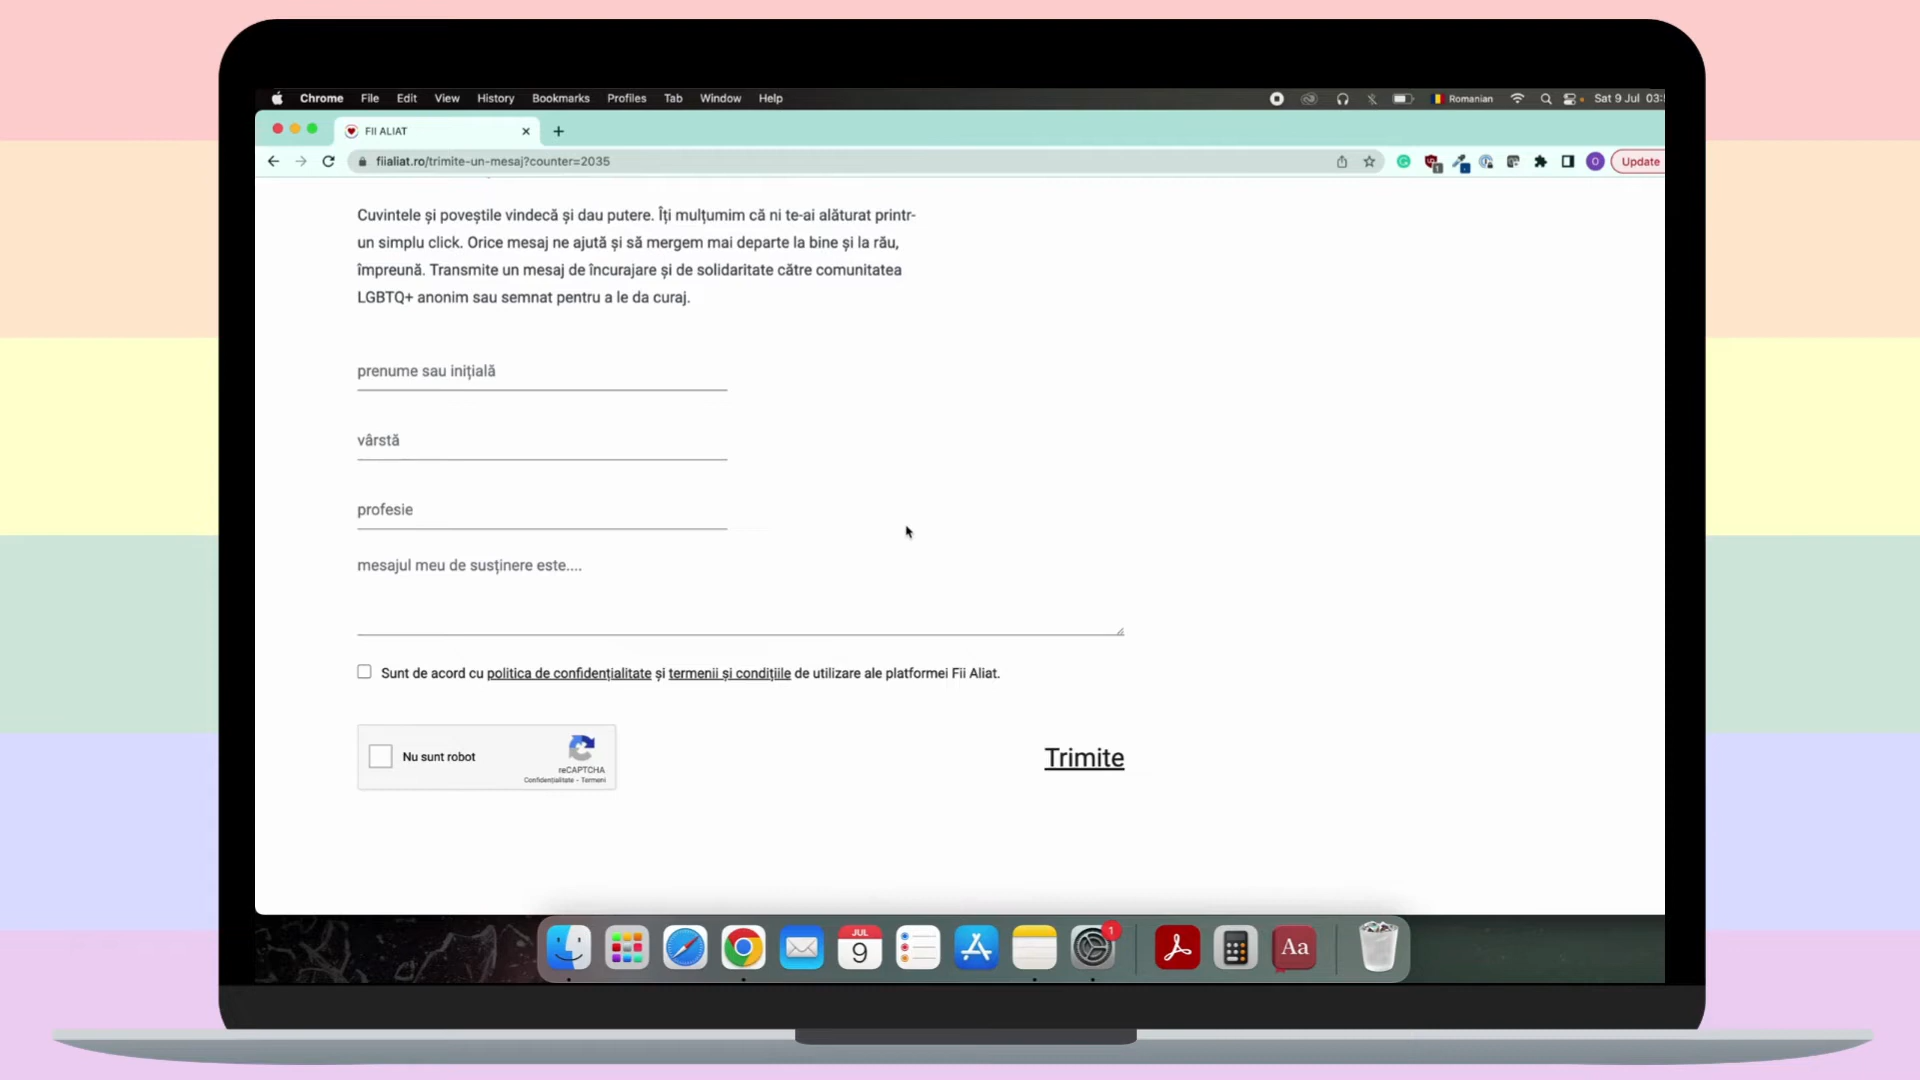 Chrome File Edit View History Bookmarks Profiles Tab Window Help
Romanian Sat 9 Jul 03:
FII ALIAT
fiialiat.ro/trimite-un-mesaj?counter=2035
O Update
Cuvintele și poveștile vindecă și dau putere. Îți mulțumim că ni te-ai alăturat printr-
un simplu click. Orice mesaj ne ajută și să mergem mai departe la bine și la rău,
împreună. Transmite un mesaj de încurajare și de solidaritate către comunitatea
LGBTQ+ anonim sau semnat pentru a le da curaj.
prenume sau inițială
vârstă
profesie
mesajul meu de susținere este....
Sunt de acord cu politica de confidențialitate și termenii și condițiile de utilizare ale platformei Fii Aliat.
Nu sunt robot
reCAPTCHA
Confidențialitate - Termeni
Trimite
JUL
9
1
Aa